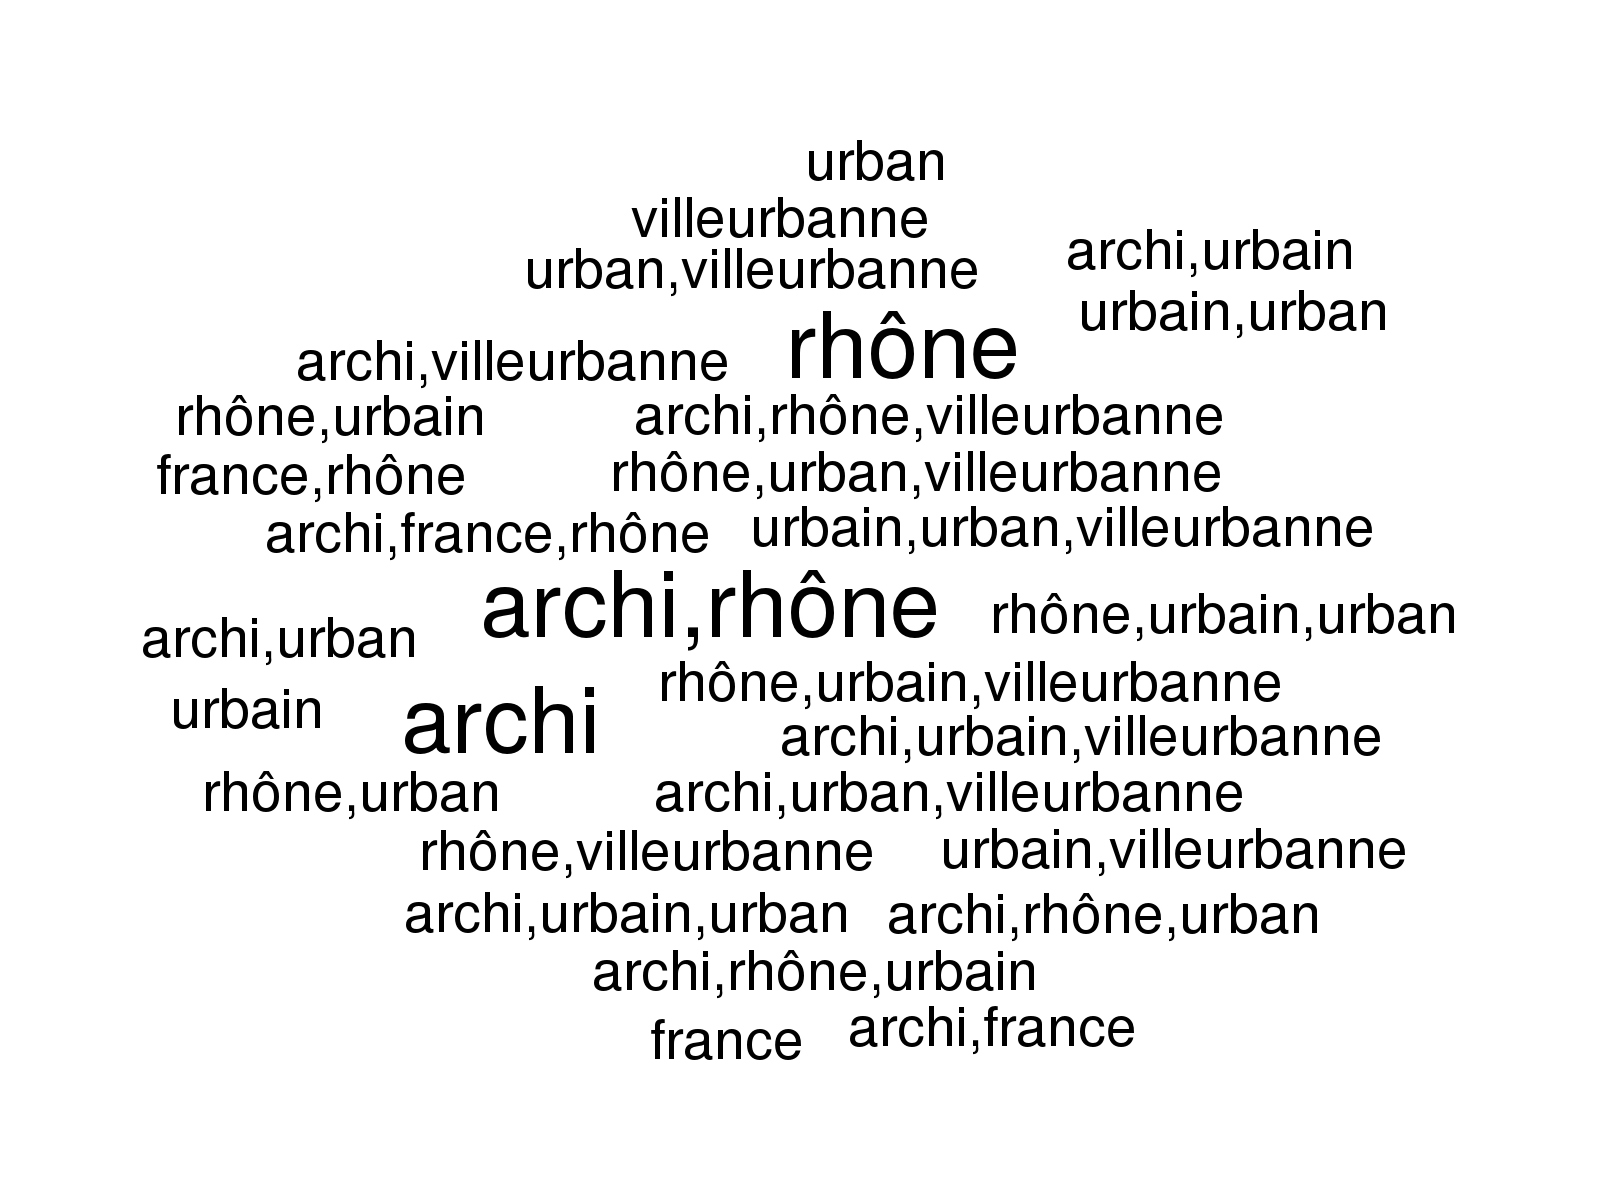 urban
villeurbanne
archi,urbain
urban,villeurbanne
urbain,urban
rhône
archi,villeurbanne
rhône,urbain
archi,rhône,villeurbanne
france,rhône
rhône,urban,villeurbanne
archi,france,rhône
urbain,urban,villeurbanne
archi,rhône
rhône,urbain,urban
archi,urban
rhône,urbain,villeurbanne
urbain
archi
archi,urbain,villeurbanne
rhône,urban
archi,urban,villeurbanne
rhône,villeurbanne
urbain,villeurbanne
archi,urbain,urban
archi,rhône,urban
archi,rhône,urbain
france
archi,france